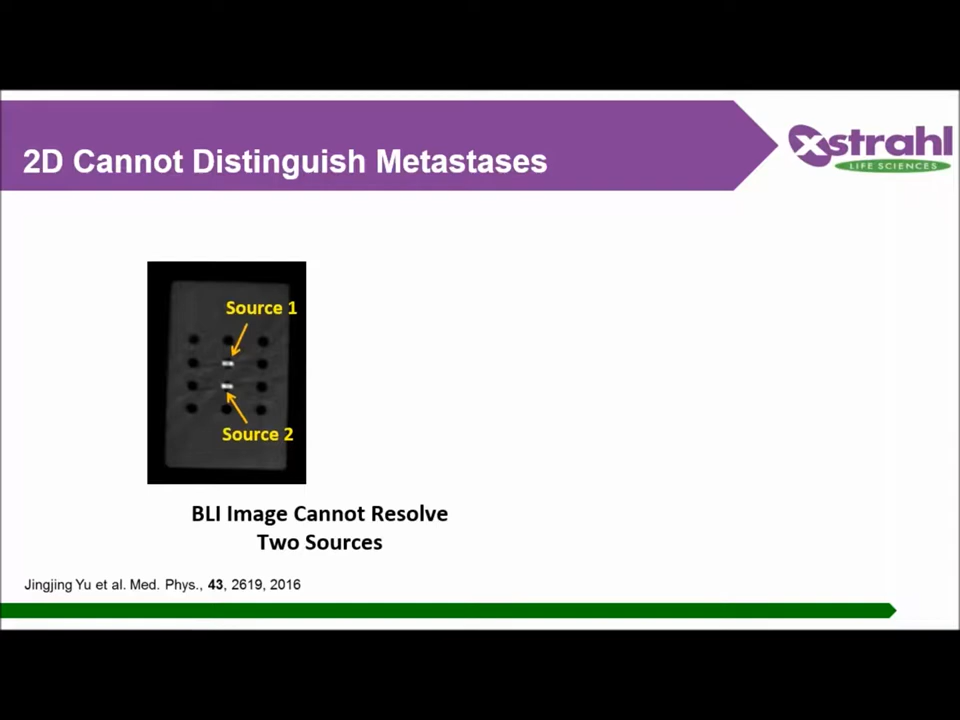 2D Cannot Distinguish Metastases
xstrahl
LIFE SCIENCES
Source 1
Source 2
BLI Image Cannot Resolve
Two Sources
Jingjing Yu et al. Med. Phys., 43, 2619, 2016